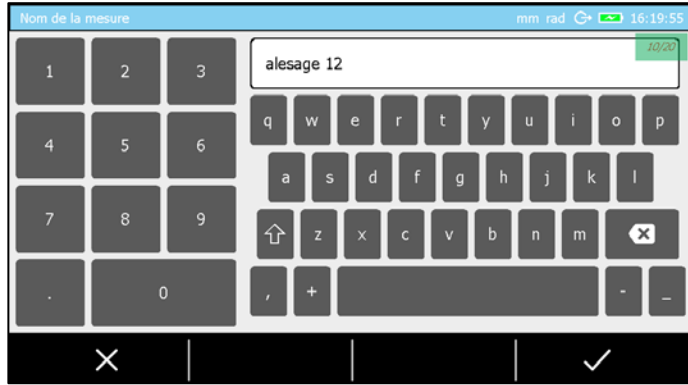 Nom de la mesure mm rad 16:19:55
10/20
alesage 12
1 2 3
q w e r t y u i o p
4 5 6
a s d f g h j k l
7 8 9
z x c v b n m
. 0
, + - _